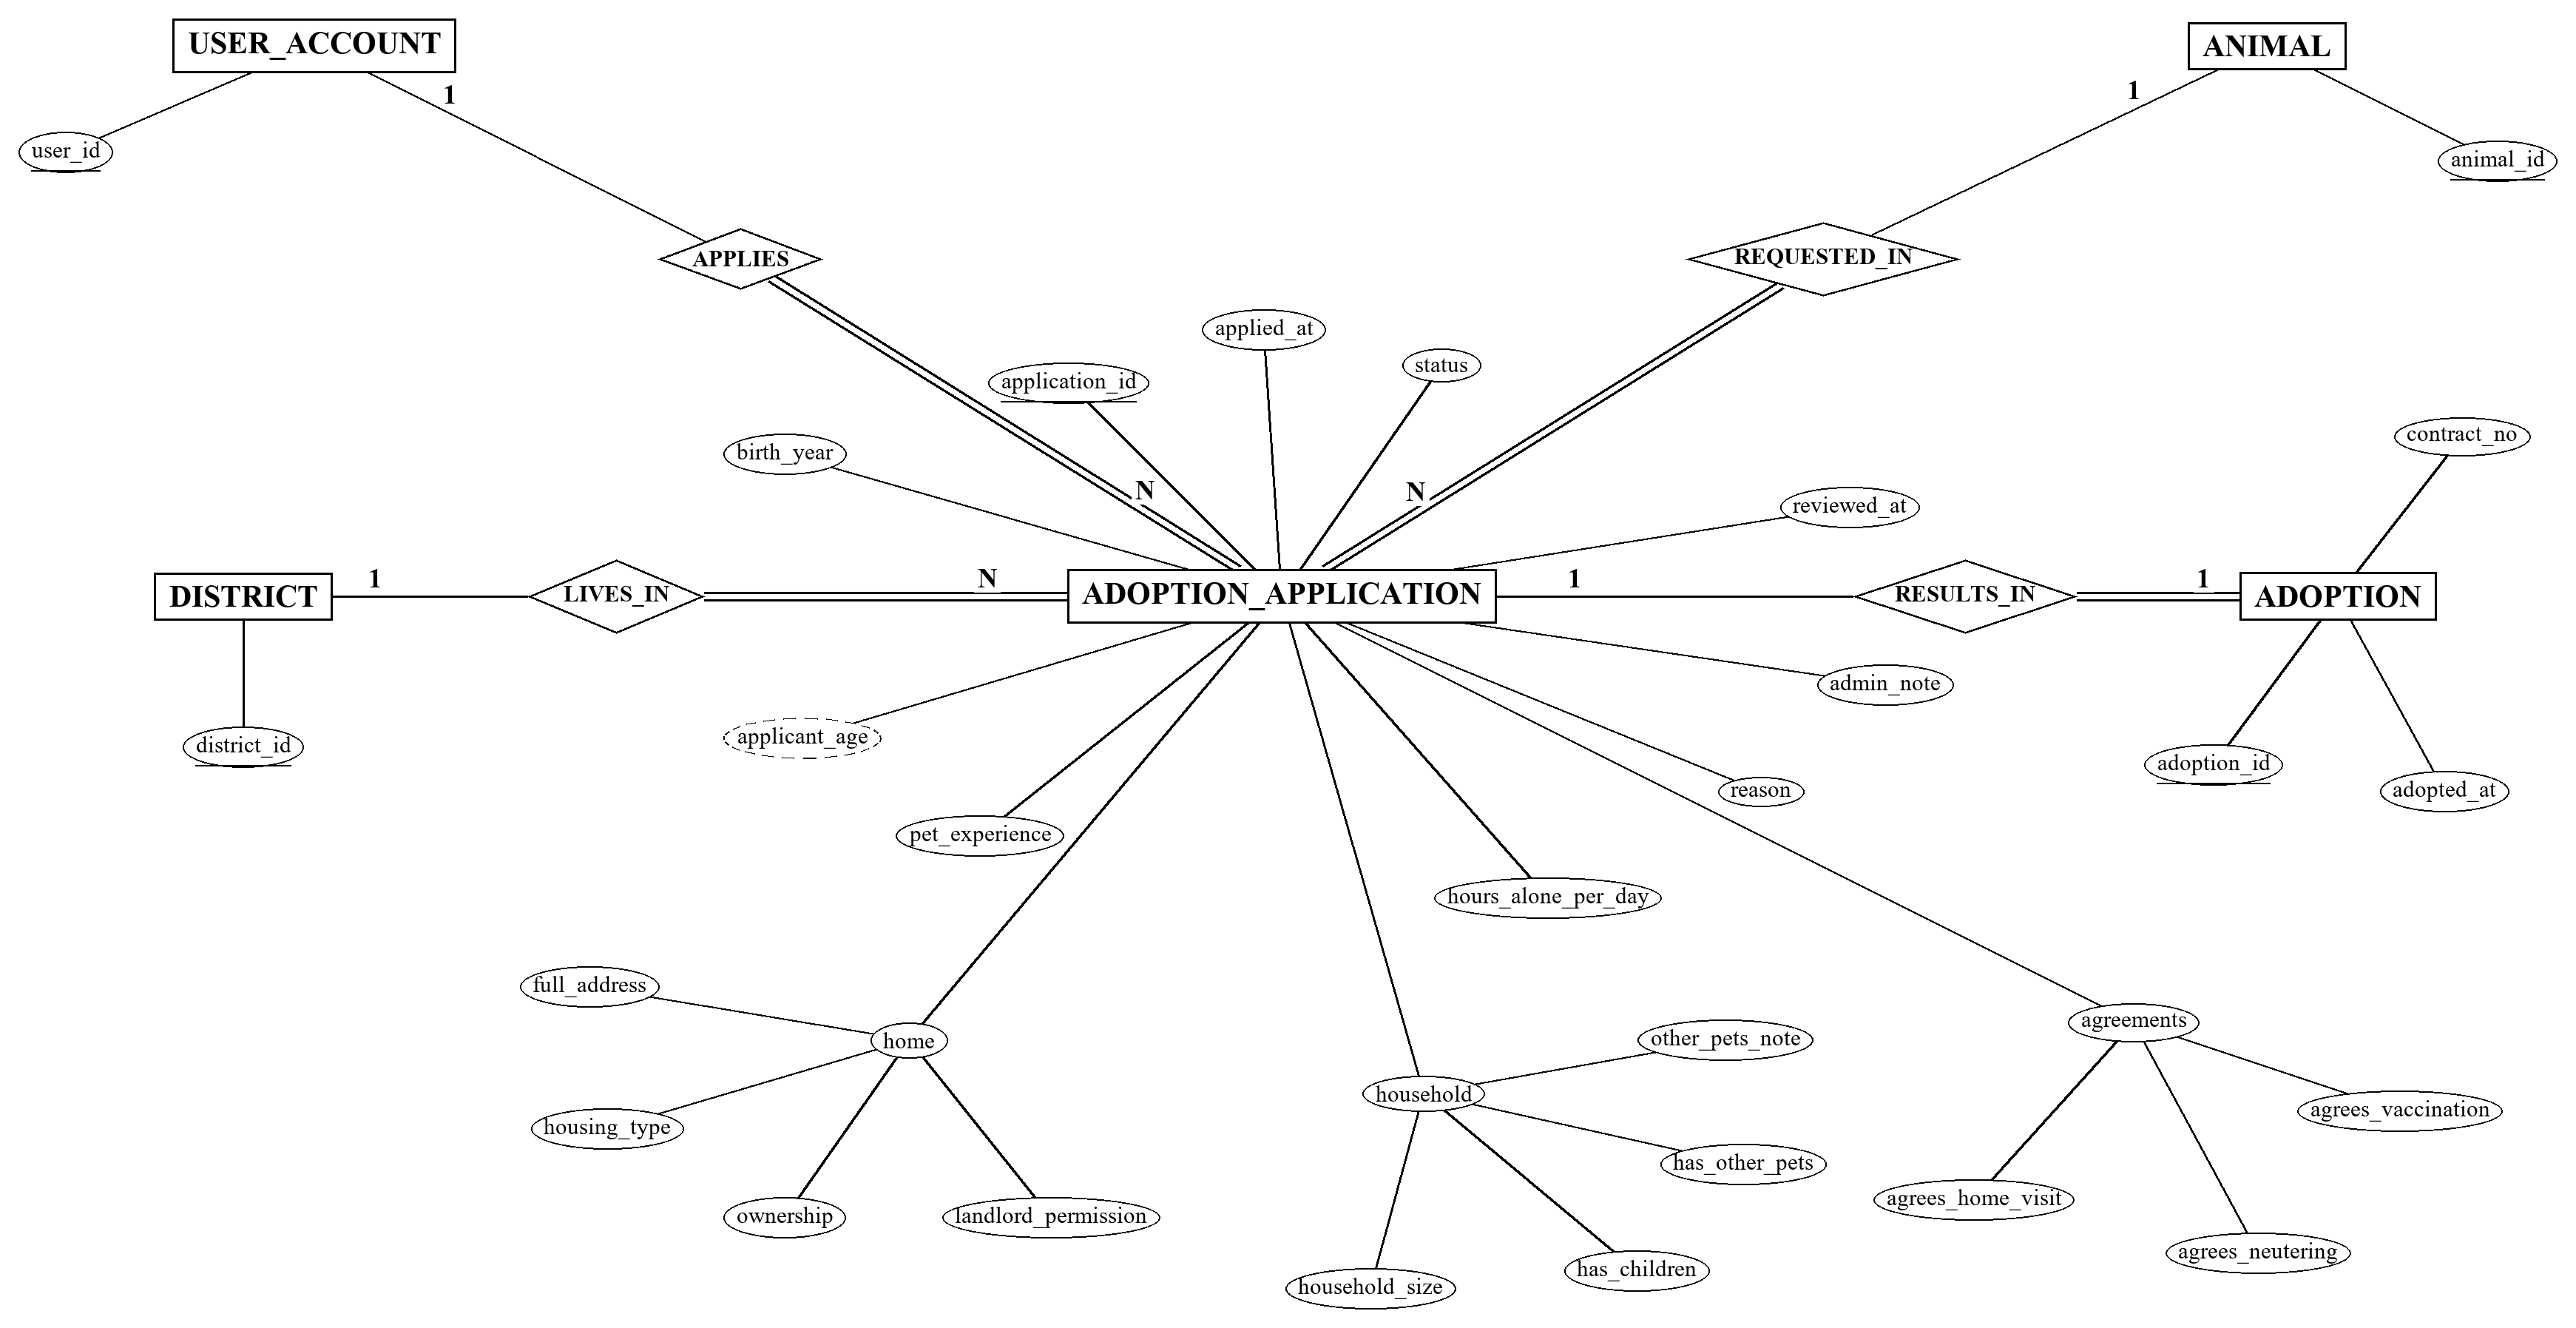 USER_ACCOUNT
ANIMAL
1
1
user_id
animal_id
APPLIES
REQUESTED_IN
applied_at
status
application_id
contract_no
birth_year
N
N
reviewed_at
1
N
1
1
DISTRICT
LIVES_IN
ADOPTION_APPLICATION
RESULTS_IN
ADOPTION
admin_note
applicant_age
district_id
adoption_id
reason
adopted_at
pet_experience
hours_alone_per_day
full_address
home
other_pets_note
agreements
household
agrees_vaccination
housing_type
has_other_pets
agrees_home_visit
ownership
landlord_permission
agrees_neutering
has_children
household_size